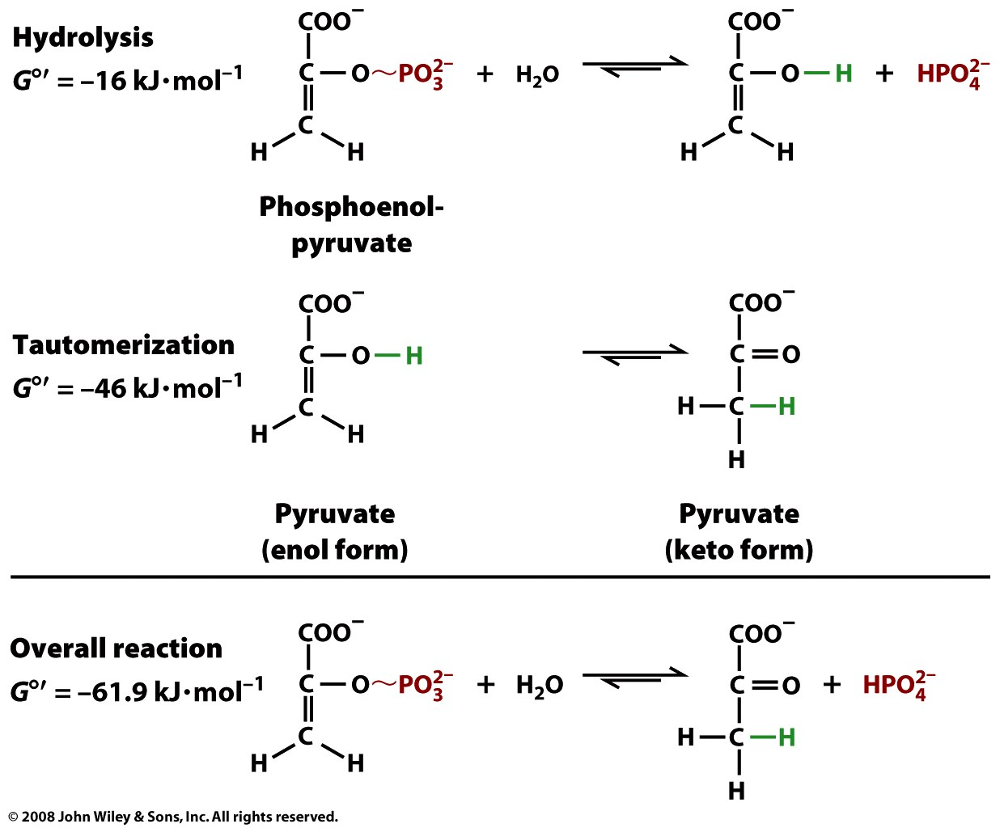 Hydrolysis
G°′ = –16 kJ·mol⁻¹
COO⁻
C—O~PO₃²⁻ + H₂O ⇌ C—O—H + HPO₄²⁻
COO⁻
C
H H
C
H H
Phosphoenol-
pyruvate
Tautomerization
G°′ = –46 kJ·mol⁻¹
COO⁻
C—O—H
C
H H
COO⁻
C=O
H—C—H
H
Pyruvate
(enol form)
Pyruvate
(keto form)
Overall reaction
G°′ = –61.9 kJ·mol⁻¹
COO⁻
C—O~PO₃²⁻ + H₂O
C
H H
COO⁻
C=O + HPO₄²⁻
H—C—H
H
© 2008 John Wiley & Sons, Inc. All rights reserved.